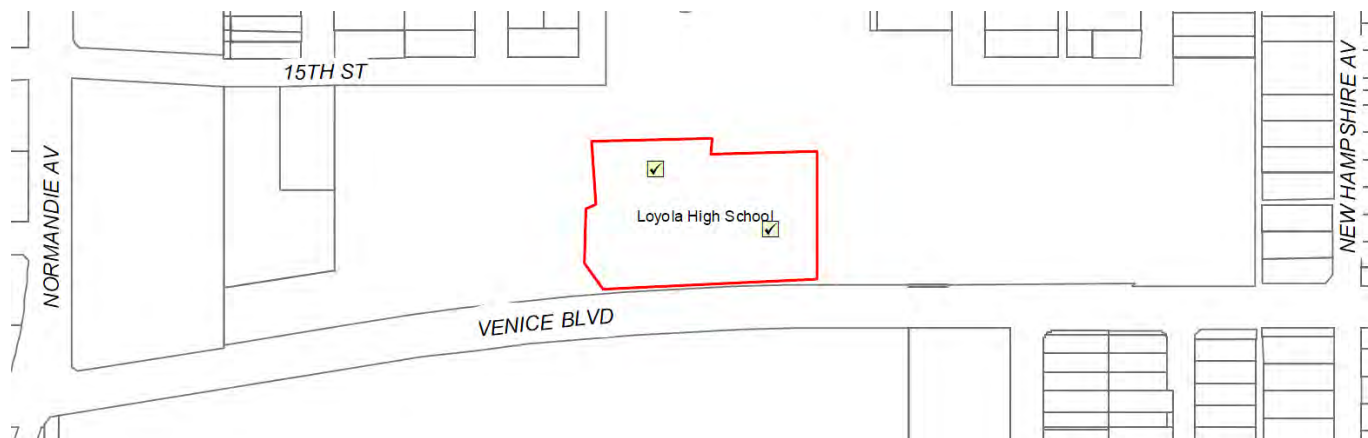 15TH ST
NORMANDIE AV
NEW HAMPSHIRE AV
Loyola High School
VENICE BLVD